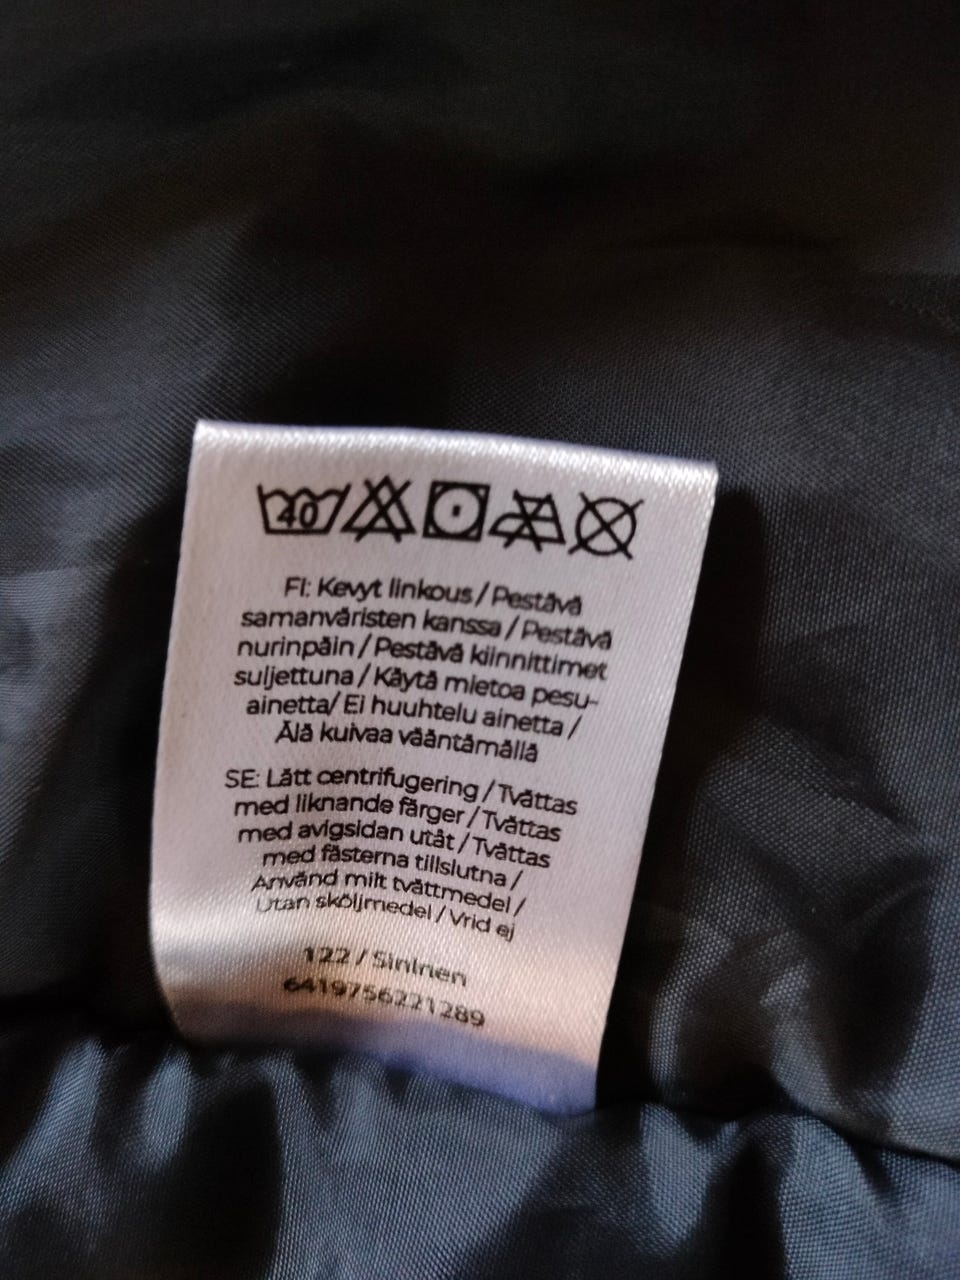 40
FI: Kevyt linkous / Pestävä
samanväristen kanssa / Pestävä
nurinpäin / Pestävä kiinnittimet
suljettuna / Käytä mietoa pesu-
ainetta/ Ei huuhtelu ainetta /
Älä kuivaa vääntämällä
SE: Lätt centrifugering / Tvättas
med liknande färger / Tvättas
med avigsidan utåt / Tvättas
med fästerna tillslutna /
Använd milt tvättmedel /
Utan sköljmedel / Vrid ej
122 / Sininen
6419756221289